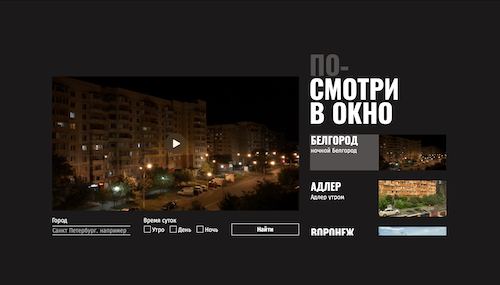 ПО-
СМОТРИ
В ОКНО
БЕЛГОРОД
ночной Белгород
АДЛЕР
Адлер утром
ВОРОНЕЖ
Город
Санкт Петербург, например
Время суток
Утро
День
Ночь
Найти